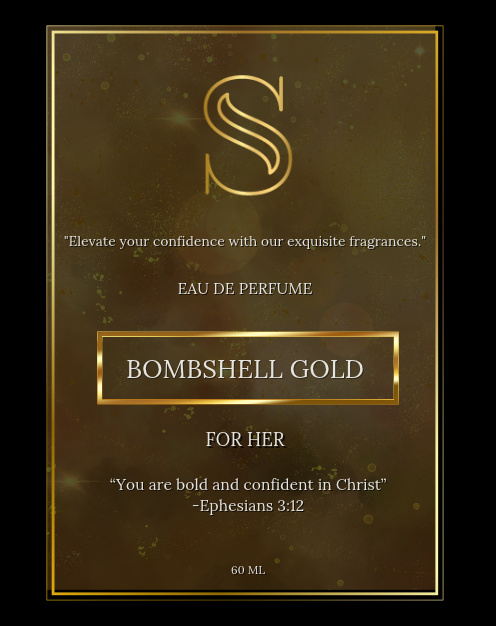 S
"Elevate your confidence with our exquisite fragrances."
EAU DE PERFUME
BOMBSHELL GOLD
FOR HER
“You are bold and confident in Christ”
-Ephesians 3:12
60 ML